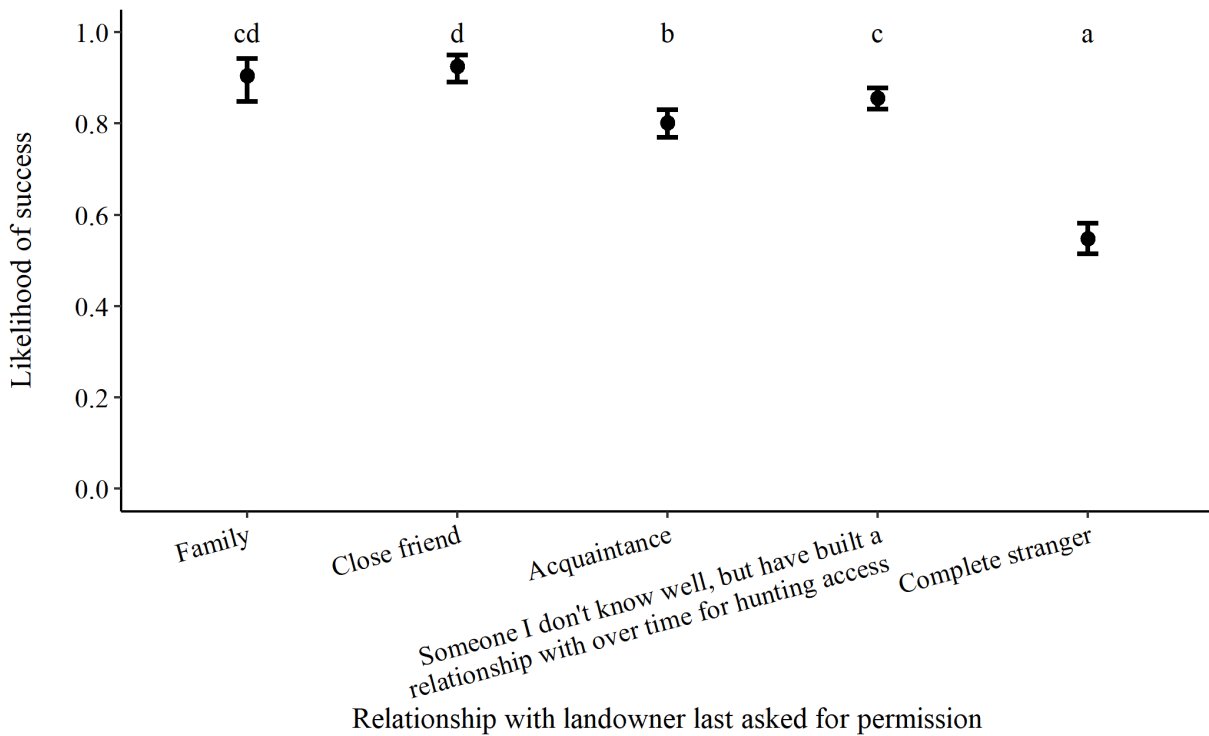 cd d b c a
1.0
0.8
0.6
0.4
0.2
0.0
Likelihood of success
Family
Close friend
Acquaintance
Someone I don't know well, but have built a
relationship with over time for hunting access
Complete stranger
Relationship with landowner last asked for permission